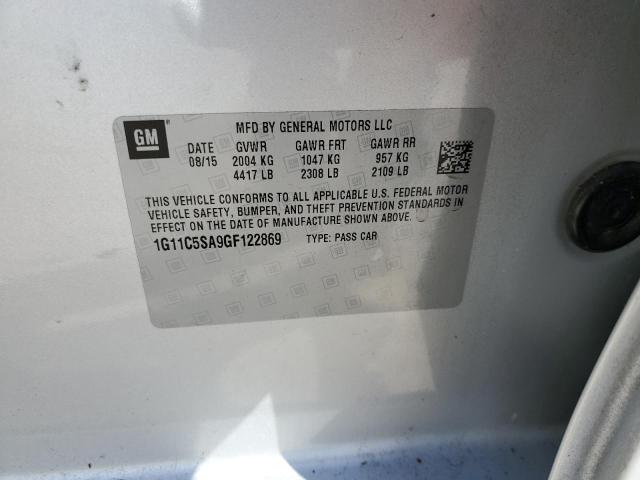 GM
MFD BY GENERAL MOTORS LLC
DATE GVWR GAWR FRT GAWR RR
08/15 2004 KG 1047 KG 957 KG
4417 LB 2308 LB 2109 LB
THIS VEHICLE CONFORMS TO ALL APPLICABLE U.S. FEDERAL MOTOR
VEHICLE SAFETY, BUMPER, AND THEFT PREVENTION STANDARDS IN
EFFECT ON THE DATE OF MANUFACTURE SHOWN ABOVE.
1G11C5SA9GF122869 TYPE: PASS CAR